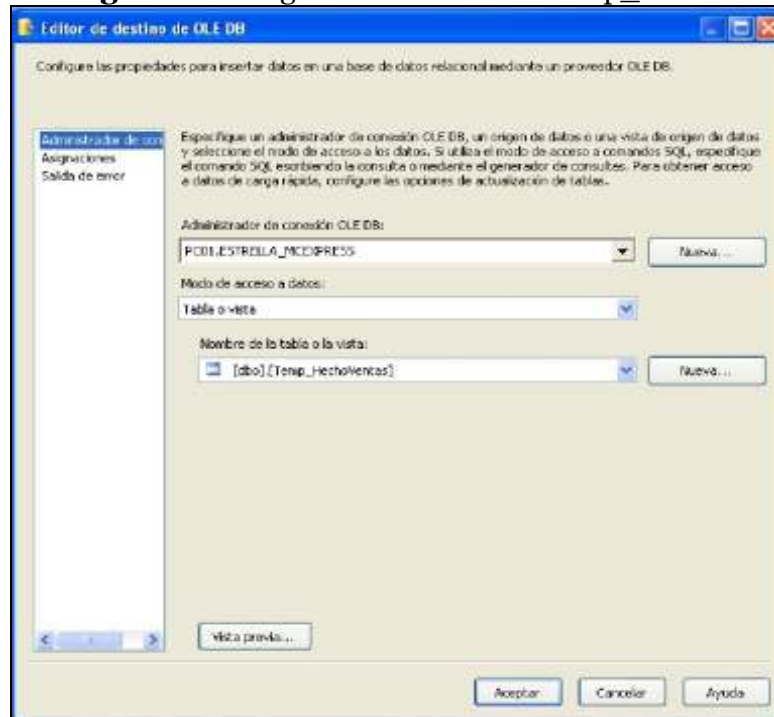 Editor de destino de OLE DB
Configure las propiedades para insertar datos en una base de datos relacional mediante un proveedor OLE DB.
Administrador de con
Asignaciones
Salida de error
Especifique un administrador de conexión OLE DB, un origen de datos o una vista de origen de datos
y seleccione el modo de acceso a los datos. Si utiliza el modo de acceso a comandos SQL, especifique
el comando SQL escribiendo la consulta o mediante el generador de consultas. Para obtener acceso
a datos de carga rápida, configure las opciones de actualización de tablas.
Administrador de conexión OLE DB:
PC01.ESTRELLA_MCEXPRESS
Nueva...
Modo de acceso a datos:
Tabla o vista
Nombre de la tabla o la vista:
[dbo].[Temp_HechoVentas]
Nueva...
Vista previa...
Aceptar
Cancelar
Ayuda